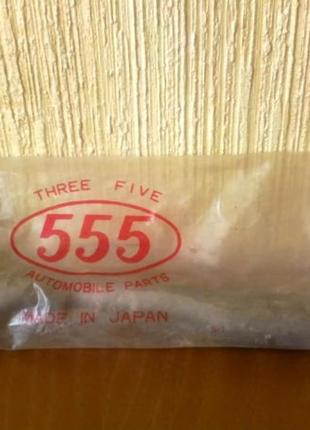 THREE FIVE
555
AUTOMOBILE PARTS
MADE IN JAPAN